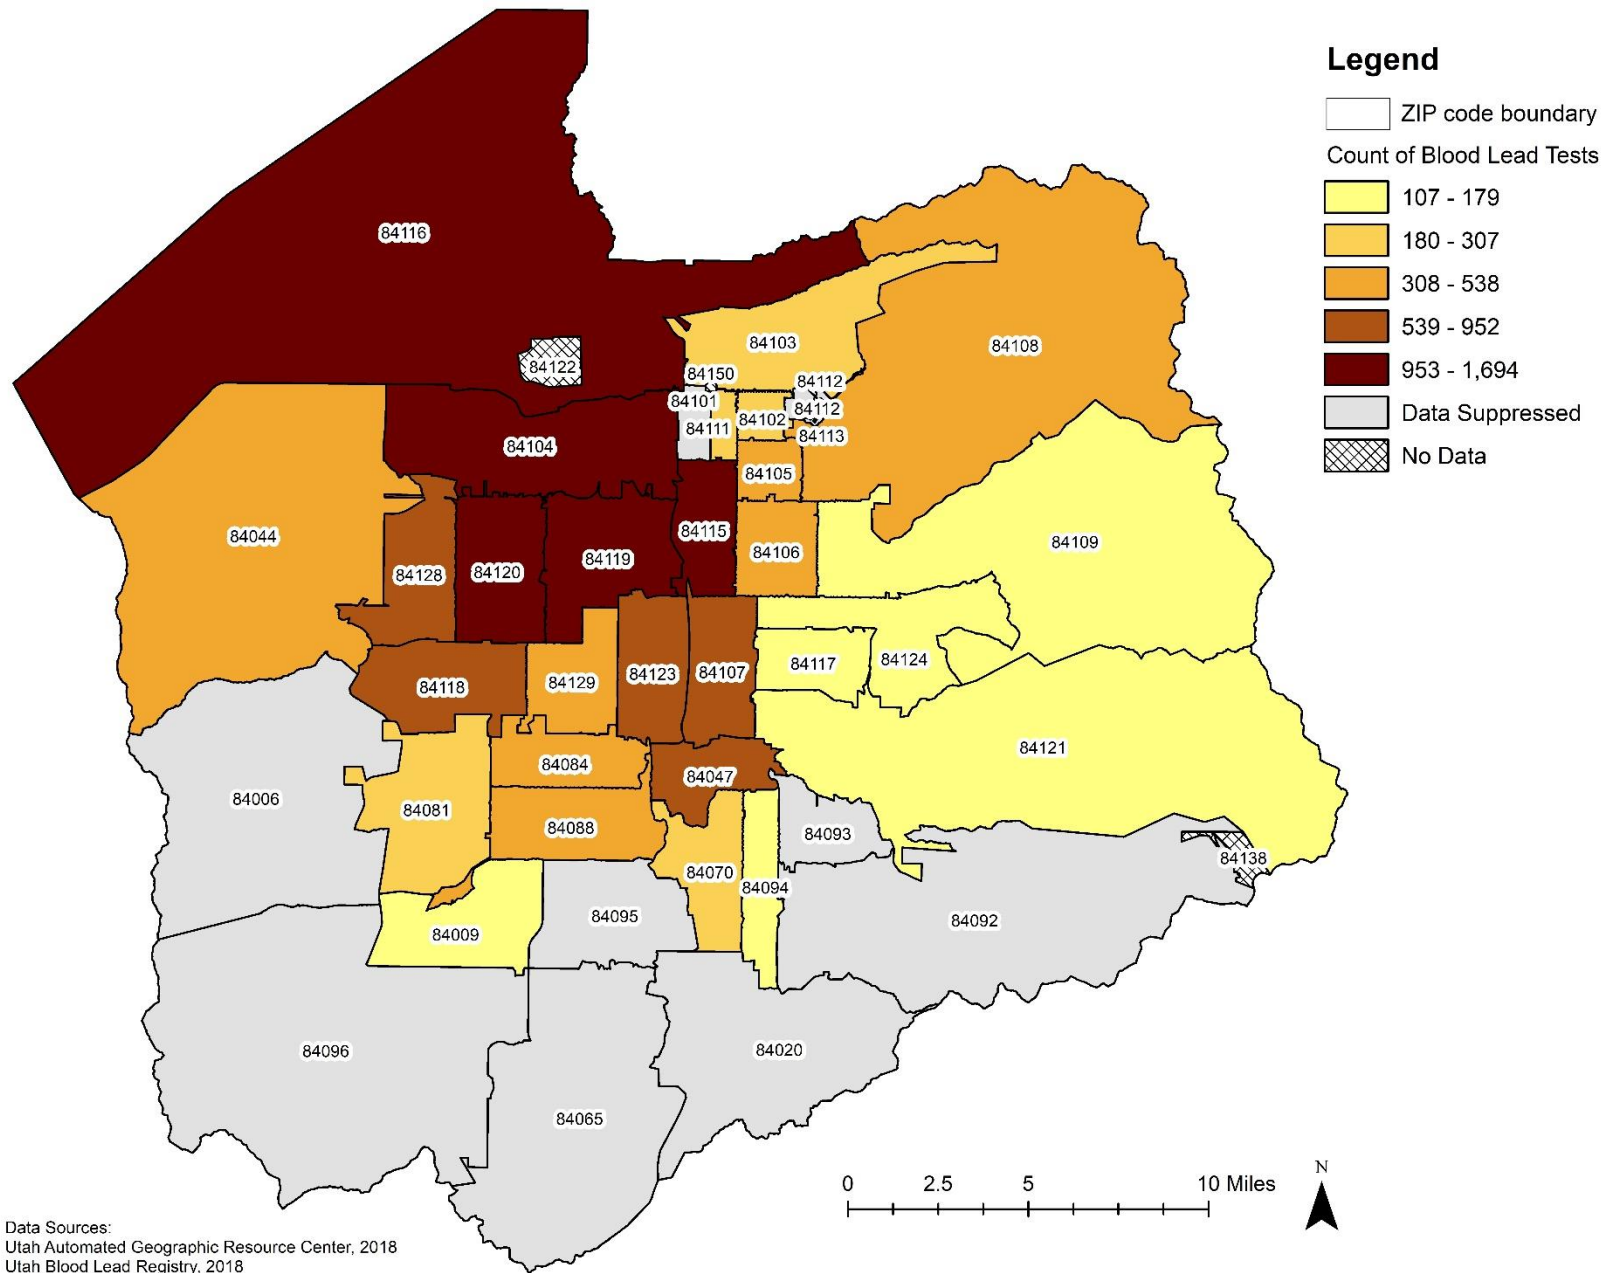 Legend
ZIP code boundary
Count of Blood Lead Tests
107 - 179
180 - 307
308 - 538
539 - 952
953 - 1,694
Data Suppressed
No Data
84116
84103
84108
84122
84150
84112
84101
84112
84102
84111
84113
84104
84105
84115
84044
84109
84106
84119
84120
84128
84124
84117
84123
84107
84129
84118
84121
84084
84047
84006
84081
84088
84093
84138
84070
84094
84095
84092
84009
84096
84020
84065
0 2.5 5 10 Miles
N
Data Sources:
Utah Automated Geographic Resource Center, 2018
Utah Blood Lead Registry, 2018